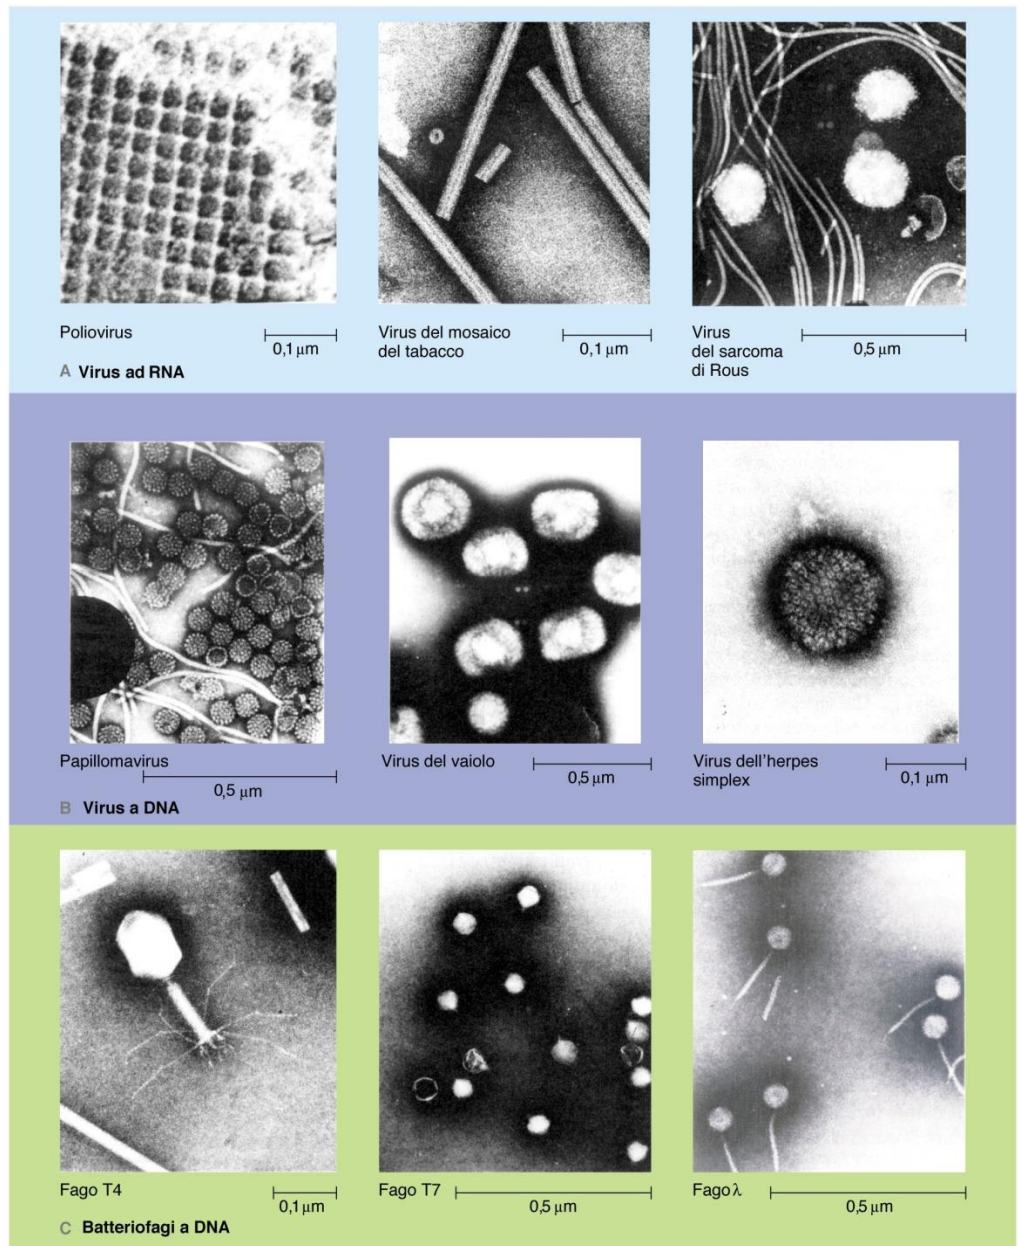 Poliovirus
0,1 μm
Virus del mosaico
del tabacco
0,1 μm
Virus
del sarcoma
di Rous
0,5 μm
A Virus ad RNA
Papillomavirus
0,5 μm
Virus del vaiolo
0,5 μm
Virus dell'herpes
simplex
0,1 μm
B Virus a DNA
Fago T4
0,1 μm
Fago T7
0,5 μm
Fago λ
0,5 μm
C Batteriofagi a DNA